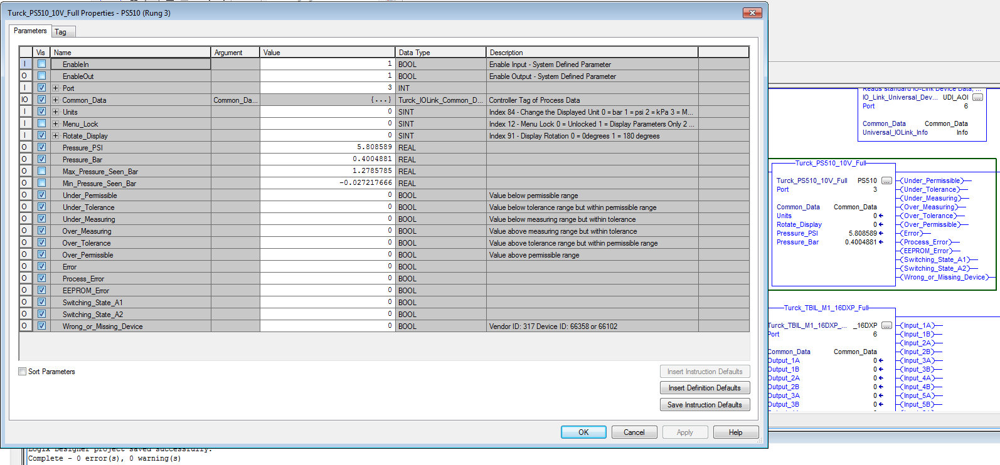 Turck_PS510_10V_Full Properties - PS510 (Rung 3)
Parameters Tag
Vis Name Argument Value Data Type Description
I EnableIn 1 BOOL Enable Input - System Defined Parameter
O EnableOut 1 BOOL Enable Output - System Defined Parameter
I Port 3 INT
IO Common_Data Common_Da... {...} Turck_IOLink_Common_D... Controller Tag of Process Data
I Units 0 SINT Index 84 - Change the Displayed Unit 0 = bar 1 = psi 2 = kPa 3 = M...
I Menu_Lock 0 SINT Index 12 - Menu Lock 0 = Unlocked 1 = Display Parameters Only 2 ...
I Rotate_Display 0 SINT Index 91 - Display Rotation 0 = 0degrees 1 = 180 degrees
O Pressure_PSI 5.808589 REAL
O Pressure_Bar 0.4004881 REAL
O Max_Pressure_Seen_Bar 1.2785785 REAL
O Min_Pressure_Seen_Bar -0.027217666 REAL
O Under_Permissible 0 BOOL Value below permissible range
O Under_Tolerance 0 BOOL Value below tolerance range but within permissible range
O Under_Measuring 0 BOOL Value below measuring range but within tolerance
O Over_Measuring 0 BOOL Value above measuring range but within tolerance
O Over_Tolerance 0 BOOL Value above tolerance range but within permissible range
O Over_Permissible 0 BOOL Value above permissible range
O Error 0 BOOL
O Process_Error 0 BOOL
O EEPROM_Error 0 BOOL
O Switching_State_A1 0 BOOL
O Switching_State_A2 0 BOOL
O Wrong_or_Missing_Device 0 BOOL Vendor ID: 317 Device ID: 66358 or 66102
Sort Parameters
Insert Instruction Defaults
Insert Definition Defaults
Save Instruction Defaults
OK Cancel Apply Help
Logix Designer project saved successfully.
Complete - 0 error(s), 0 warning(s)
Reads standard IO-Link Device Data, ...
IO_Link_Universal_Dev... UDI_AOI ...
Port 6
Common_Data Common_Data
Universal_IOLink_Info Info
Turck_PS510_10V_Full
Turck_PS510_10V_Full PS510 ... (Under_Permissible)
Port 3 (Under_Tolerance)
(Under_Measuring)
Common_Data Common_Data (Over_Measuring)
Units 0 (Over_Tolerance)
Rotate_Display 0 (Over_Permissible)
Pressure_PSI 5.808589 (Error)
Pressure_Bar 0.4004881 (Process_Error)
(EEPROM_Error)
(Switching_State_A1)
(Switching_State_A2)
(Wrong_or_Missing_Device)
Turck_TBIL_M1_16DXP_Full
Turck_TBIL_M1_16DXP_... _16DXP ... (Input_1A)
Port 6 (Input_1B)
(Input_2A)
Common_Data Common_Data (Input_2B)
Output_1A 0 (Input_3A)
Output_1B 0 (Input_3B)
Output_2A 0 (Input_4A)
Output_2B 0 (Input_4B)
Output_3A 0 (Input_5A)
Output_3B 0 (Input_5B)